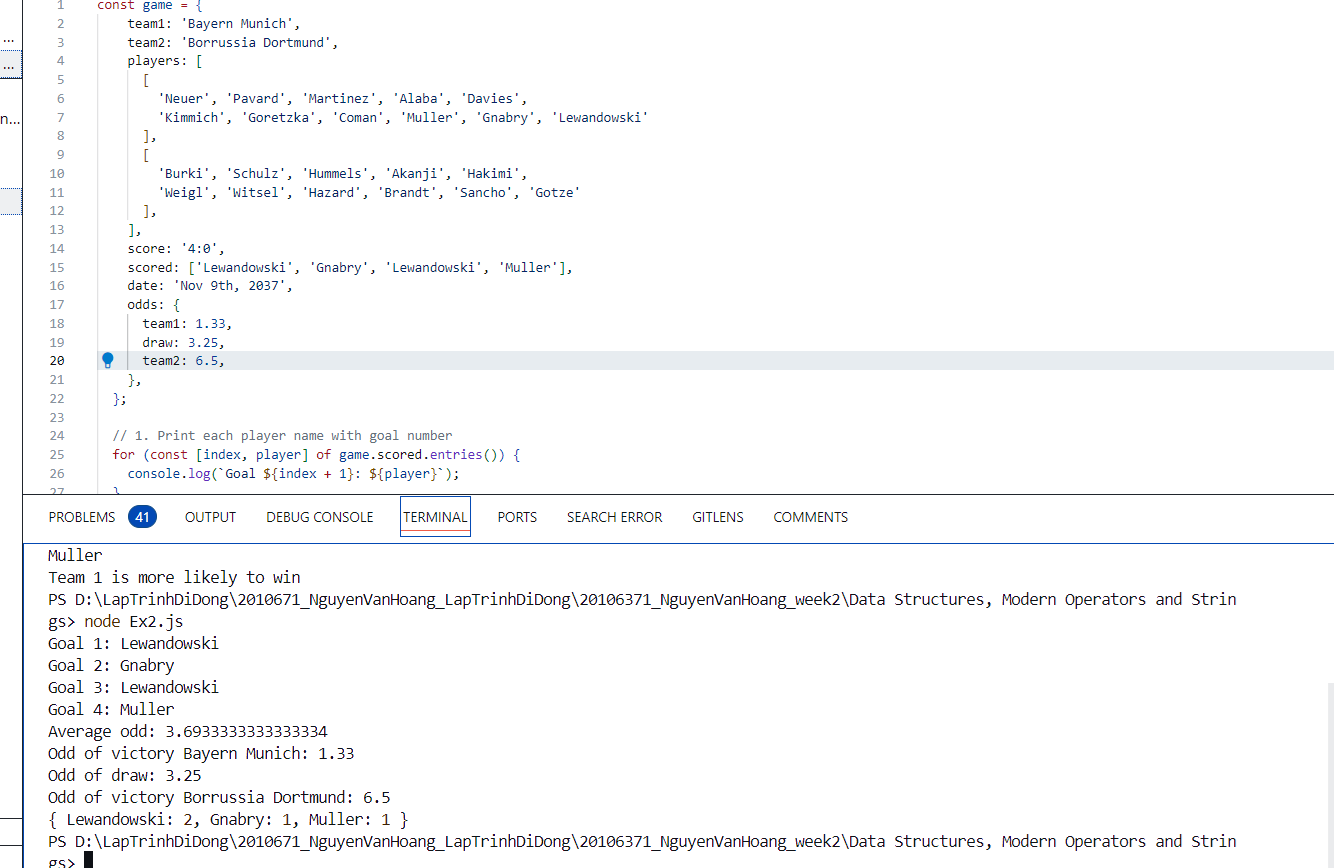 1 const game = {
2 team1: 'Bayern Munich',
3 team2: 'Borrussia Dortmund',
4 players: [
5 [
6 'Neuer', 'Pavard', 'Martinez', 'Alaba', 'Davies',
7 'Kimmich', 'Goretzka', 'Coman', 'Muller', 'Gnabry', 'Lewandowski'
8 ],
9 [
10 'Burki', 'Schulz', 'Hummels', 'Akanji', 'Hakimi',
11 'Weigl', 'Witsel', 'Hazard', 'Brandt', 'Sancho', 'Gotze'
12 ],
13 ],
14 score: '4:0',
15 scored: ['Lewandowski', 'Gnabry', 'Lewandowski', 'Muller'],
16 date: 'Nov 9th, 2037',
17 odds: {
18 team1: 1.33,
19 draw: 3.25,
20 team2: 6.5,
21 },
22 };
23
24 // 1. Print each player name with goal number
25 for (const [index, player] of game.scored.entries()) {
26 console.log(`Goal ${index + 1}: ${player}`);
27 }
...
...
n...
PROBLEMS 41 OUTPUT DEBUG CONSOLE TERMINAL PORTS SEARCH ERROR GITLENS COMMENTS
Muller
Team 1 is more likely to win
PS D:\LapTrinhDiDong\2010671_NguyenVanHoang_LapTrinhDiDong\20106371_NguyenVanHoang_week2\Data Structures, Modern Operators and Strin
gs> node Ex2.js
Goal 1: Lewandowski
Goal 2: Gnabry
Goal 3: Lewandowski
Goal 4: Muller
Average odd: 3.6933333333333334
Odd of victory Bayern Munich: 1.33
Odd of draw: 3.25
Odd of victory Borrussia Dortmund: 6.5
{ Lewandowski: 2, Gnabry: 1, Muller: 1 }
PS D:\LapTrinhDiDong\2010671_NguyenVanHoang_LapTrinhDiDong\20106371_NguyenVanHoang_week2\Data Structures, Modern Operators and Strin
gs>